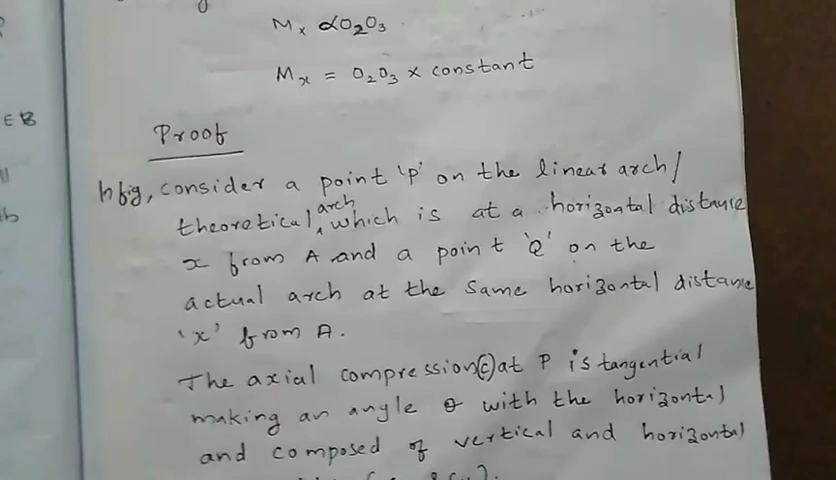 Mx ∝ O2O3
Mx = O2O3 × constant
EB
Proof
In fig, consider a point 'P' on the linear arch/
theoretical arch, which is at a horizontal distance
x from A and a point 'Q' on the
actual arch at the same horizontal distance
'x' from A.
The axial compression (C) at P is tangential
making an angle θ with the horizontal
and composed of vertical and horizontal